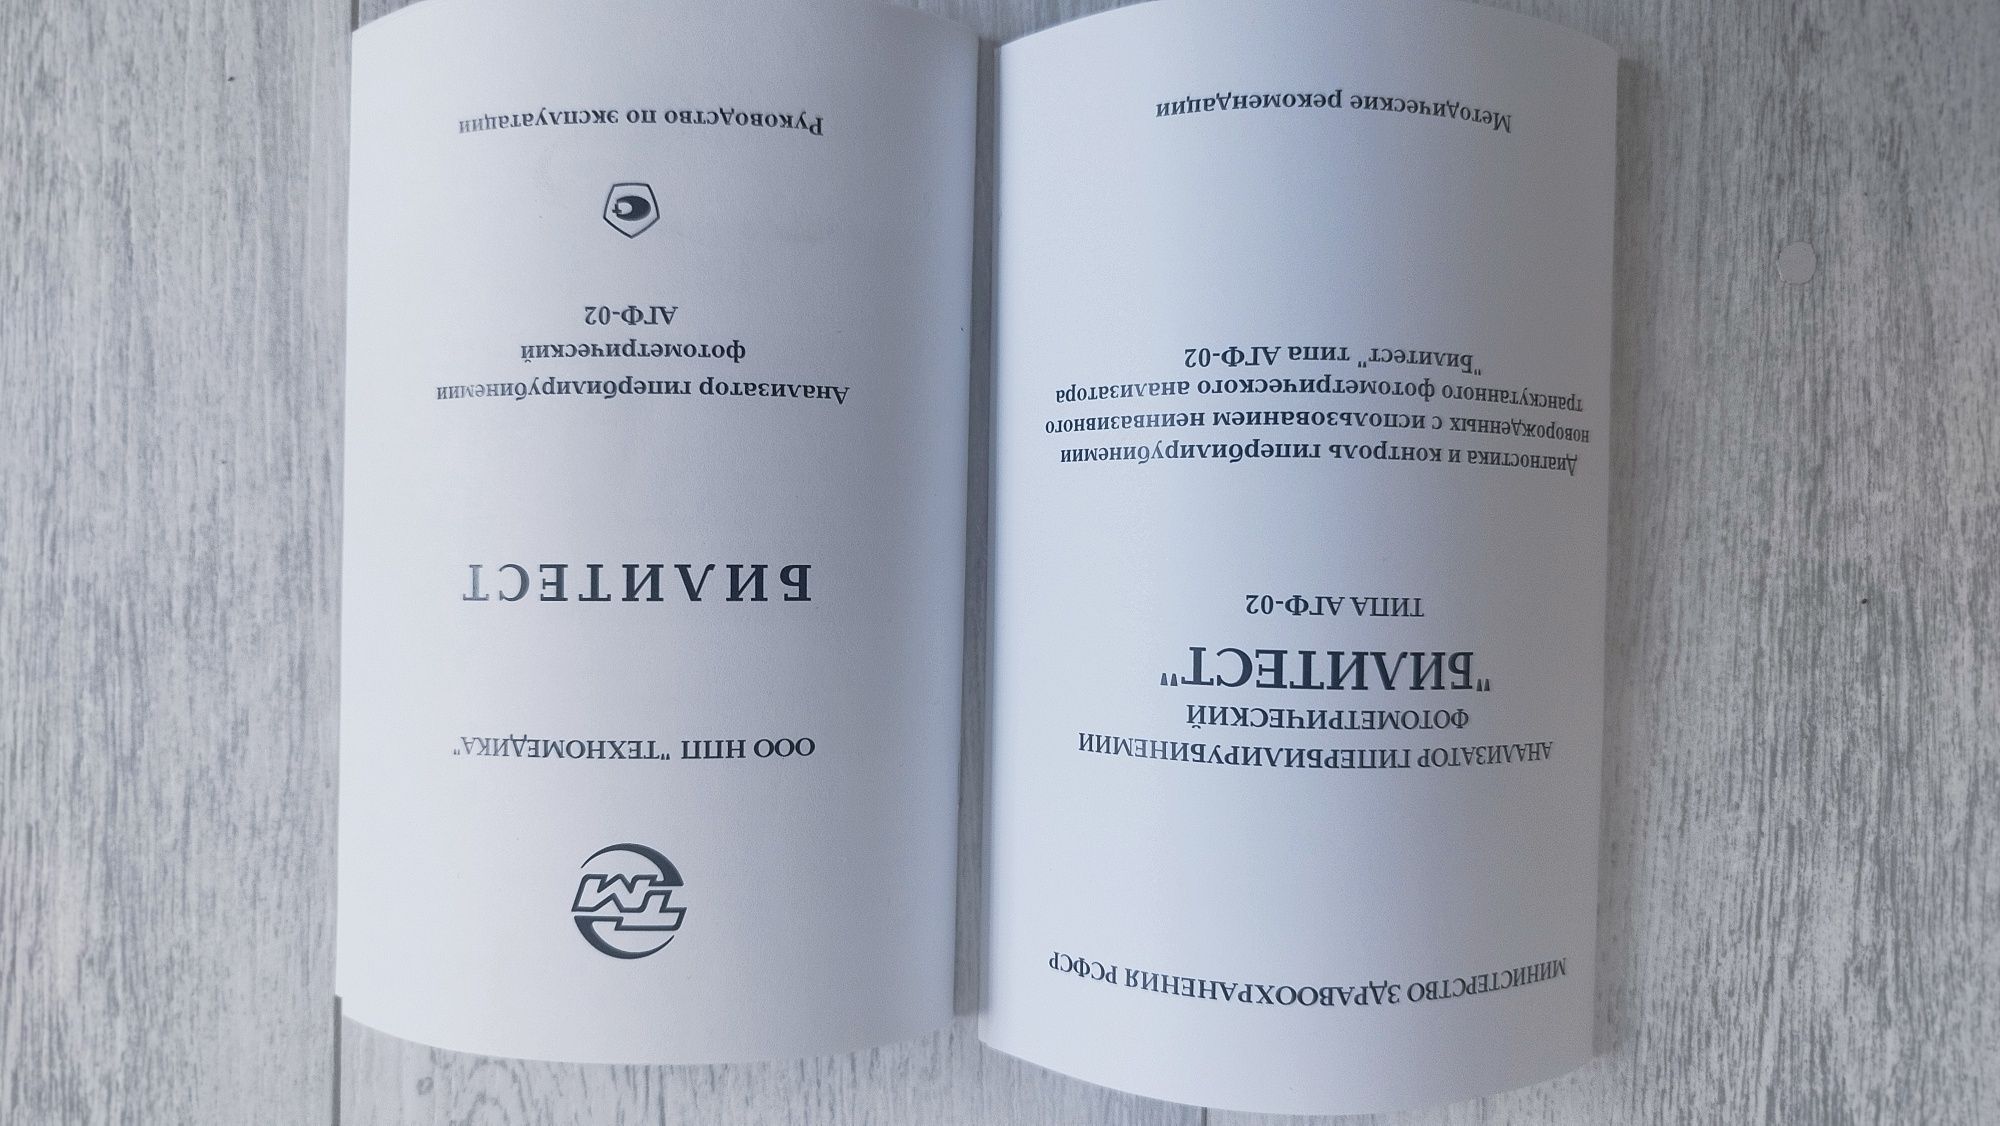 МИНИСТЕРСТВО ЗДРАВООХРАНЕНИЯ РСФСР
АНАЛИЗАТОР ГИПЕРБИЛИРУБИНЕМИИ
ФОТОМЕТРИЧЕСКИЙ
"БИЛИТЕСТ"
ТИПА АГФ-02
Диагностика и контроль гипербилирубинемии
новорожденных с использованием неинвазивного
транскутанного фотометрического анализатора
"Билитест" типа АГФ-02
Методические рекомендации
ТМ
ООО НПП "ТЕХНОМЕДИКА"
БИЛИТЕСТ
Анализатор гипербилирубинемии
фотометрический
АГФ-02
Руководство по эксплуатации